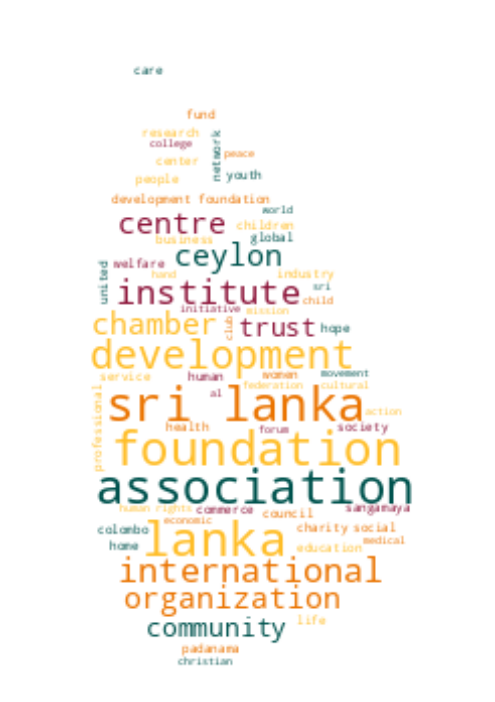 care
fund
research
college
network
peace
center
people
youth
development foundation
world
centre
children
business
global
ceylon
united
welfare
hand
industry
institute
sri
child
initiative
mission
chamber
club
trust
hope
development
service
human
women
movement
federation
cultural
al
professional
sri lanka
action
health
forum
society
foundation
association
human rights
commerce
sangamaya
council
economic
colombo
lanka
charity
social
medical
home
education
international
organization
community
life
padanama
christian